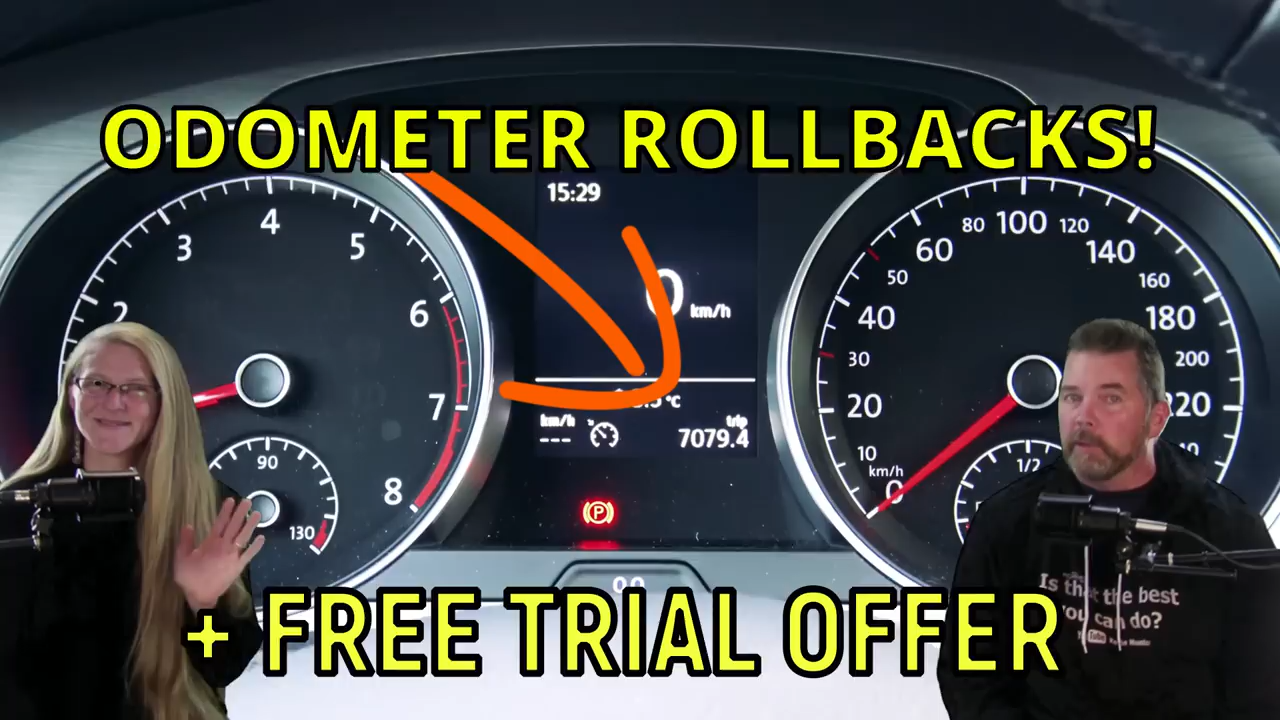 ODOMETER ROLLBACKS!
15:29
0 km/h
°C
km/h
trip
--- 7079.4
2 3 4 5 6 7 8
90
130
10 20 30 40 50 60 80 100 120 140 160 180 200 220
km/h
0
1/2
Is that the best
you can do?
+ FREE TRIAL OFFER